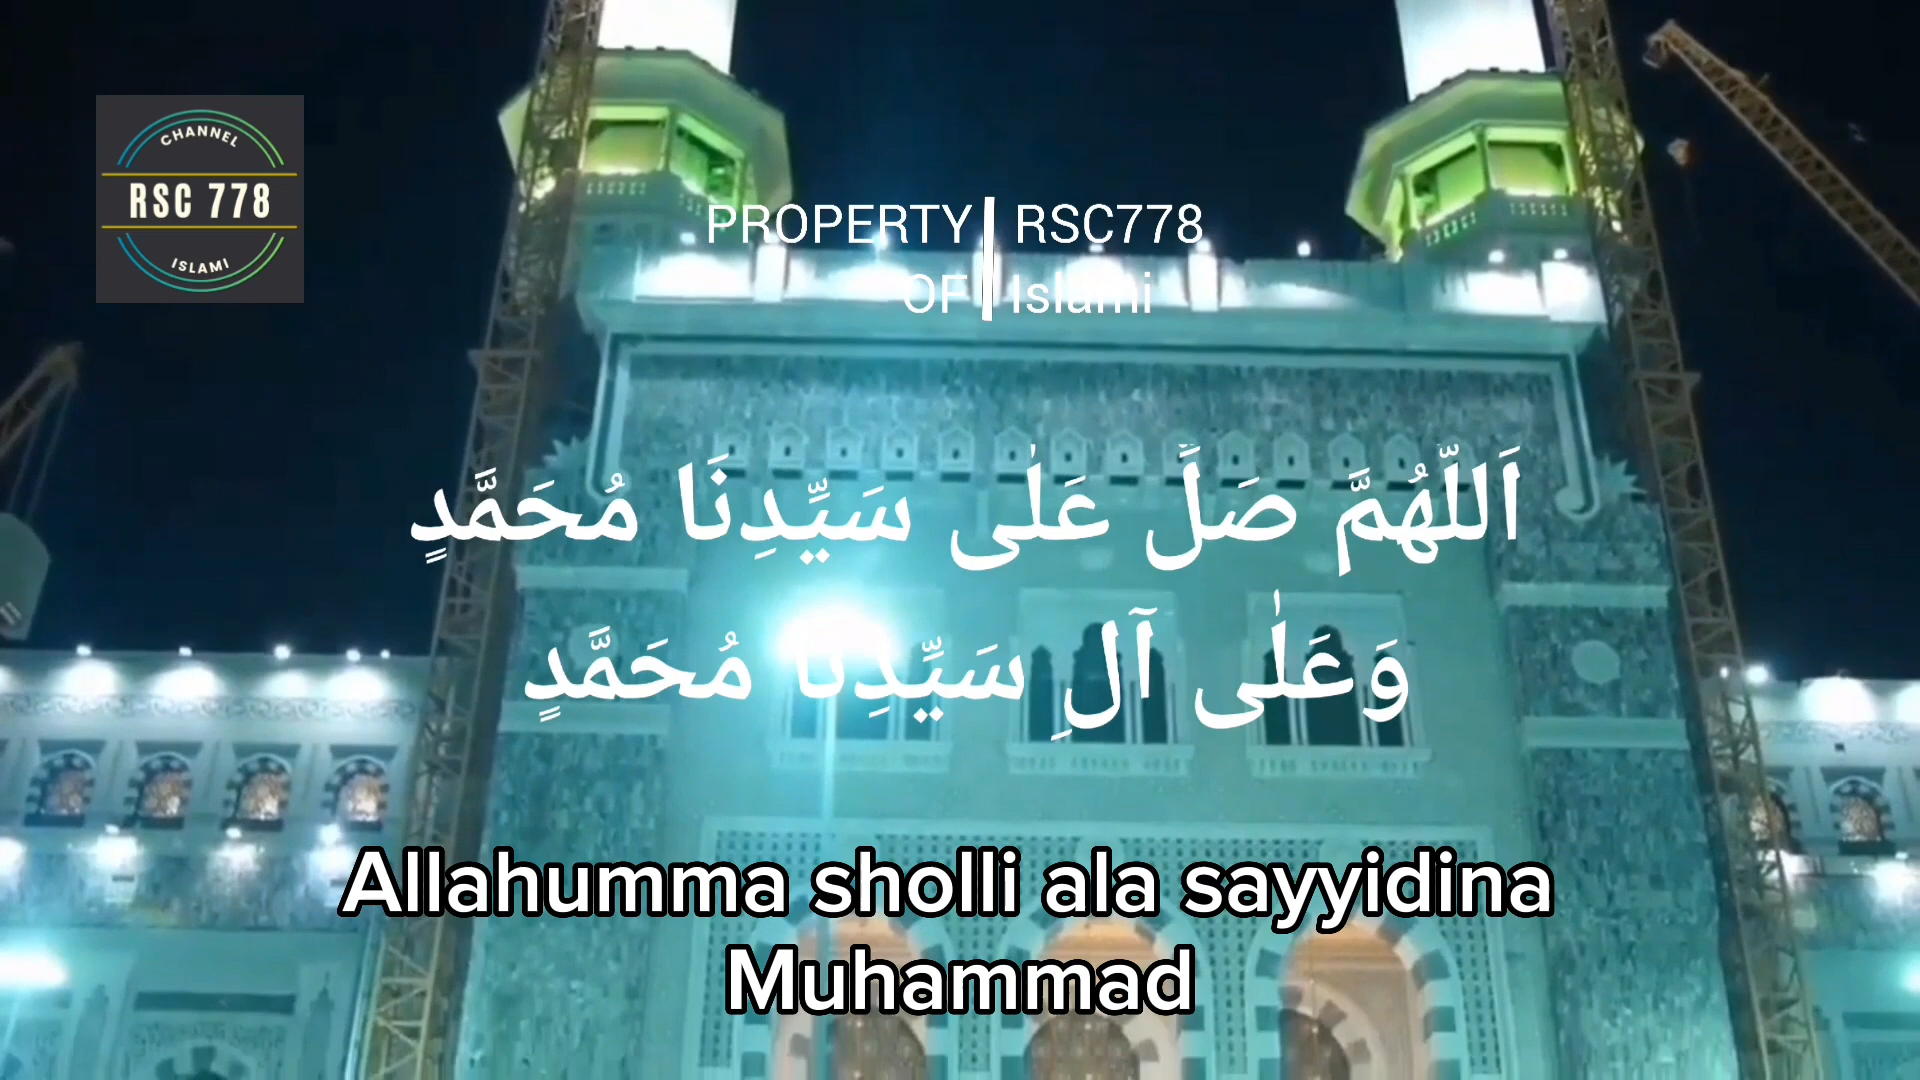 CHANNEL
RSC 778
ISLAMI
PROPERTY RSC778
OF Islami
اَللّٰهُمَّ صَلِّ عَلٰى سَيِّدِنَا مُحَمَّدٍ
وَعَلٰى آلِ سَيِّدِنَا مُحَمَّدٍ
Allahumma sholli ala sayyidina
Muhammad